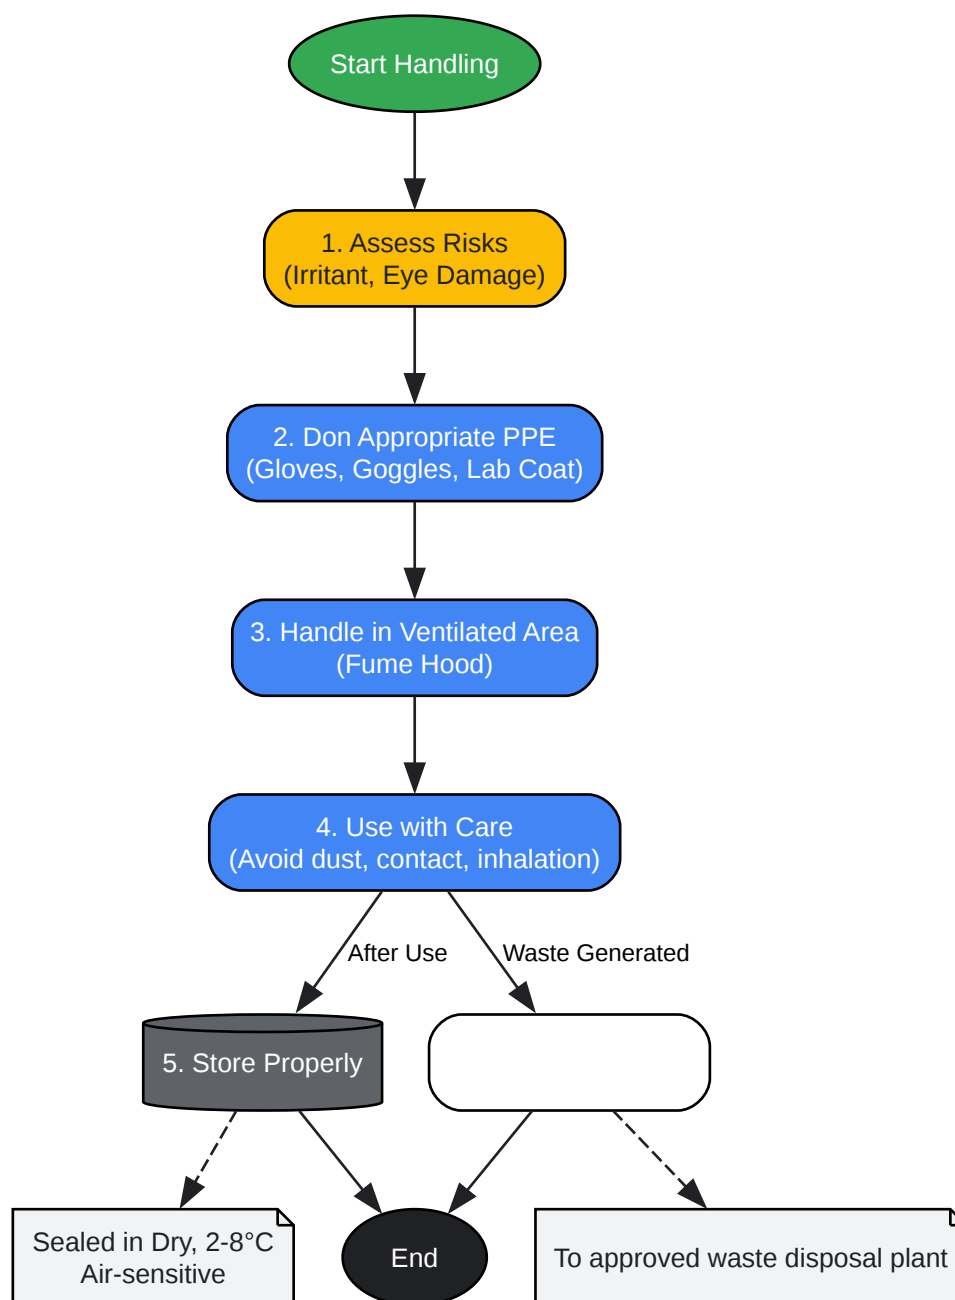 Start Handling
1. Assess Risks
(Irritant, Eye Damage)
2. Don Appropriate PPE
(Gloves, Goggles, Lab Coat)
3. Handle in Ventilated Area
(Fume Hood)
4. Use with Care
(Avoid dust, contact, inhalation)
After Use
Waste Generated
5. Store Properly
Sealed in Dry, 2-8°C
Air-sensitive
End
To approved waste disposal plant